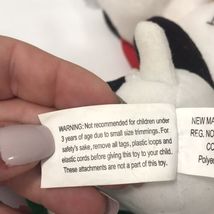 WARNING: Not recommended for children under
3 years of age due to small size trimmings. For
safety's sake, remove all tags, plastic loops and
elastic cords before giving this toy to your child.
These attachments are not a part of this toy.
NEW MA
REG. NO
CO
Polye